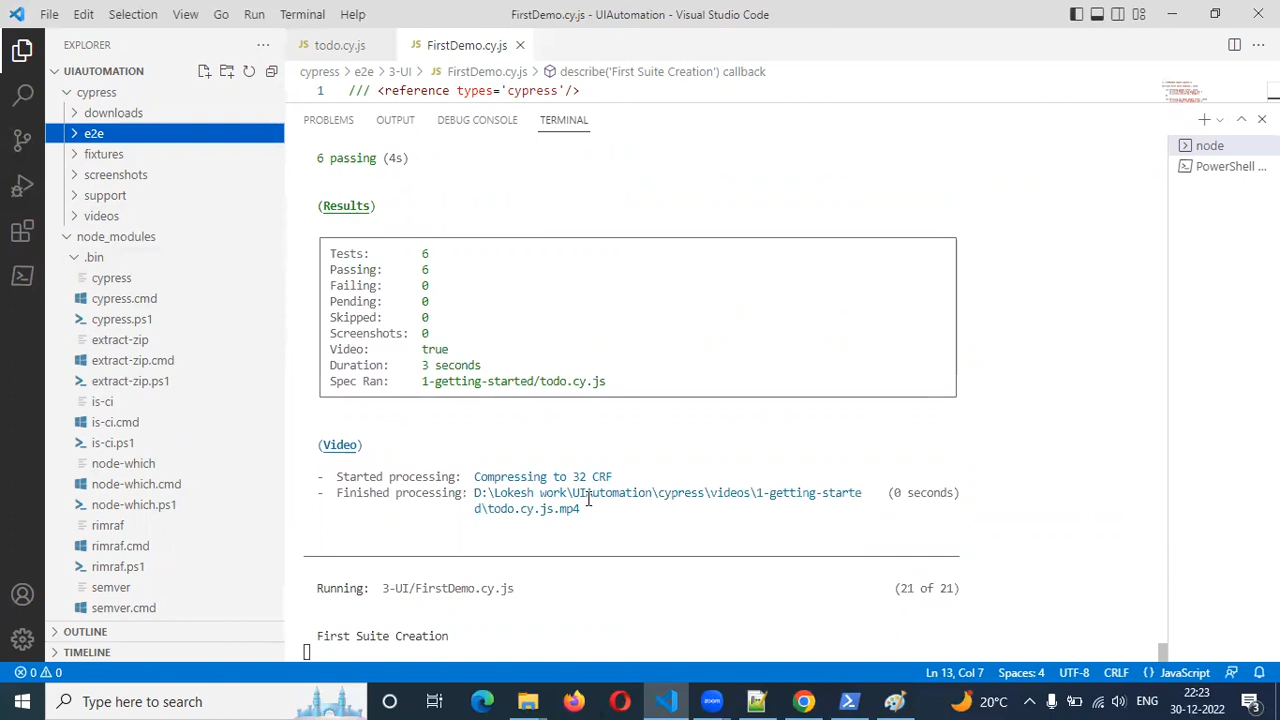 File Edit Selection View Go Run Terminal Help
FirstDemo.cy.js - UIAutomation - Visual Studio Code
EXPLORER
UIAUTOMATION
cypress
downloads
e2e
fixtures
screenshots
support
videos
node_modules
.bin
cypress
cypress.cmd
cypress.ps1
extract-zip
extract-zip.cmd
extract-zip.ps1
is-ci
is-ci.cmd
is-ci.ps1
node-which
node-which.cmd
node-which.ps1
rimraf
rimraf.cmd
rimraf.ps1
semver
semver.cmd
OUTLINE
TIMELINE
todo.cy.js
FirstDemo.cy.js
cypress > e2e > 3-UI > FirstDemo.cy.js > describe('First Suite Creation') callback
1 /// <reference types='cypress'/>
PROBLEMS OUTPUT DEBUG CONSOLE TERMINAL
6 passing (4s)
(Results)
Tests: 6
Passing: 6
Failing: 0
Pending: 0
Skipped: 0
Screenshots: 0
Video: true
Duration: 3 seconds
Spec Ran: 1-getting-started/todo.cy.js
(Video)
- Started processing: Compressing to 32 CRF
- Finished processing: D:\Lokesh work\UIAutomation\cypress\videos\1-getting-starte (0 seconds)
d\todo.cy.js.mp4
Running: 3-UI/FirstDemo.cy.js (21 of 21)
First Suite Creation
node
PowerShell ...
0 0
Ln 13, Col 7 Spaces: 4 UTF-8 CRLF {} JavaScript
Type here to search
20°C
ENG
22:23
30-12-2022
3